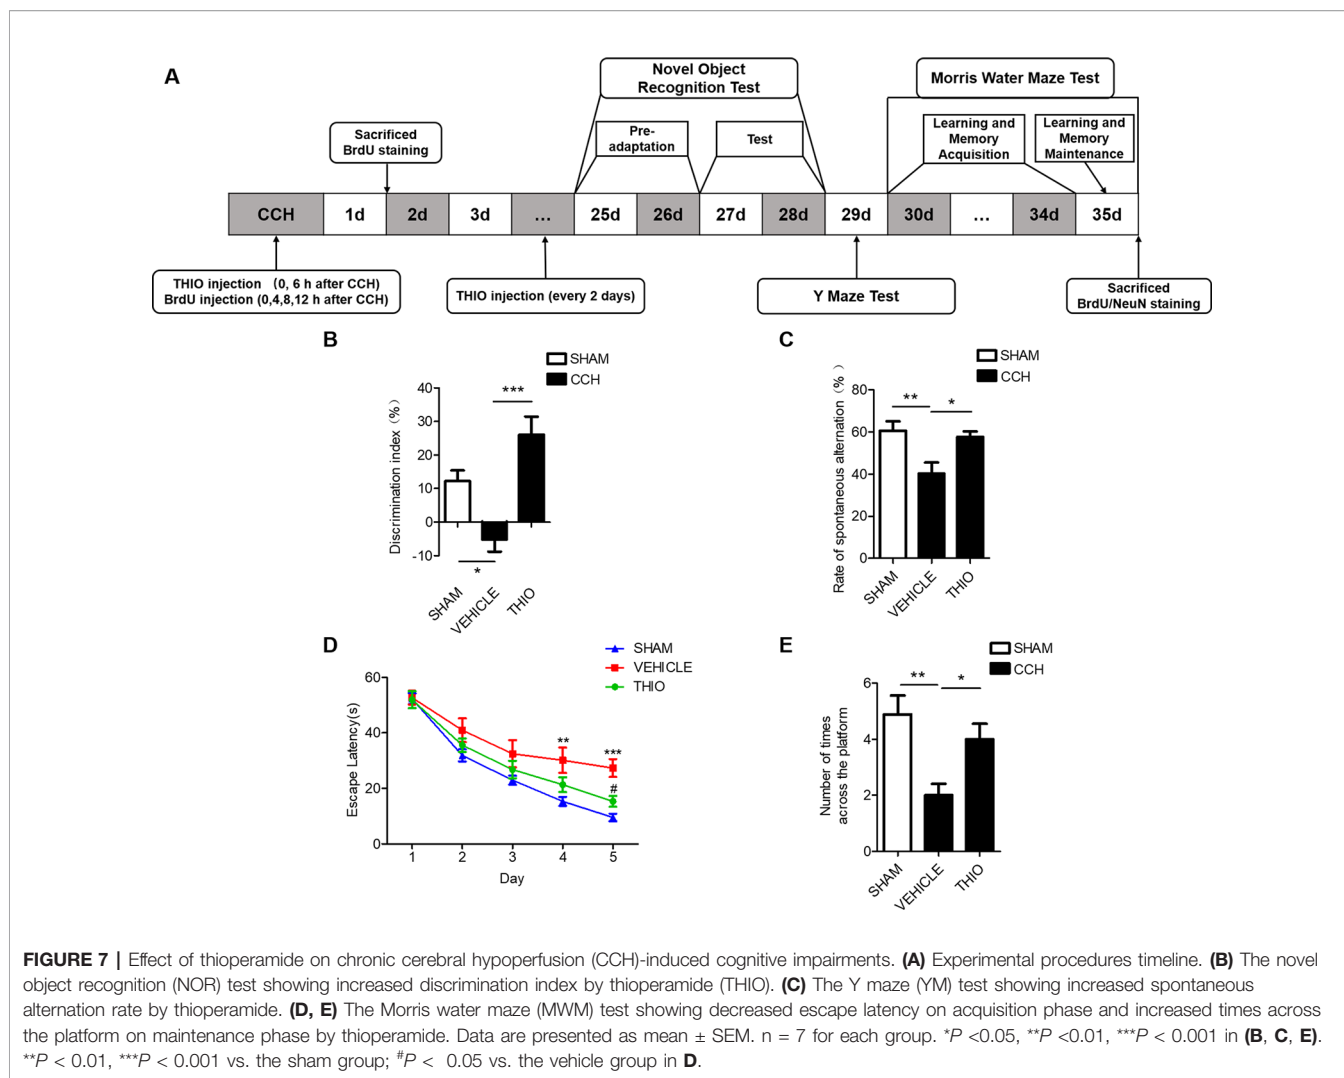 A
Novel Object
Recognition Test
Morris Water Maze Test
Sacrificed
BrdU staining
Pre-
adaptation
Test
Learning and
Memory
Acquisition
Learning and
Memory
Maintenance
CCH 1d 2d 3d ... 25d 26d 27d 28d 29d 30d ... 34d 35d
THIO injection （0, 6 h after CCH)
BrdU injection (0,4,8,12 h after CCH)
THIO injection (every 2 days)
Y Maze Test
Sacrificed
BrdU/NeuN staining
B
SHAM
CCH
Discrimination index（%）
40
30
20
10
0
-10
***
*
SHAM
VEHICLE
THIO
C
SHAM
CCH
Rate of spontaneous alternation(%）
80
60
40
20
0
**
*
SHAM
VEHICLE
THIO
D
SHAM
VEHICLE
THIO
Escape Latency(s)
60
40
20
0
**
***
#
1 2 3 4 5
Day
E
SHAM
CCH
Number of times
across the platform
6
4
2
0
**
*
SHAM
VEHICLE
THIO
FIGURE 7 | Effect of thioperamide on chronic cerebral hypoperfusion (CCH)-induced cognitive impairments. (A) Experimental procedures timeline. (B) The novel
object recognition (NOR) test showing increased discrimination index by thioperamide (THIO). (C) The Y maze (YM) test showing increased spontaneous
alternation rate by thioperamide. (D, E) The Morris water maze (MWM) test showing decreased escape latency on acquisition phase and increased times across
the platform on maintenance phase by thioperamide. Data are presented as mean ± SEM. n = 7 for each group. *P <0.05, **P <0.01, ***P < 0.001 in (B, C, E).
**P < 0.01, ***P < 0.001 vs. the sham group; #P < 0.05 vs. the vehicle group in D.